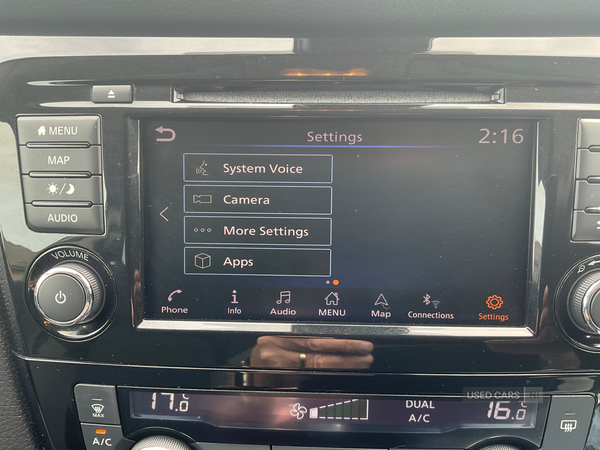 MENU
MAP
AUDIO
VOLUME
Settings
2:16
System Voice
Camera
More Settings
Apps
Phone
Info
Audio
MENU
Map
Connections
Settings
MAX
A/C
17.0°C
DUAL
A/C
16.0°C
USED CARS